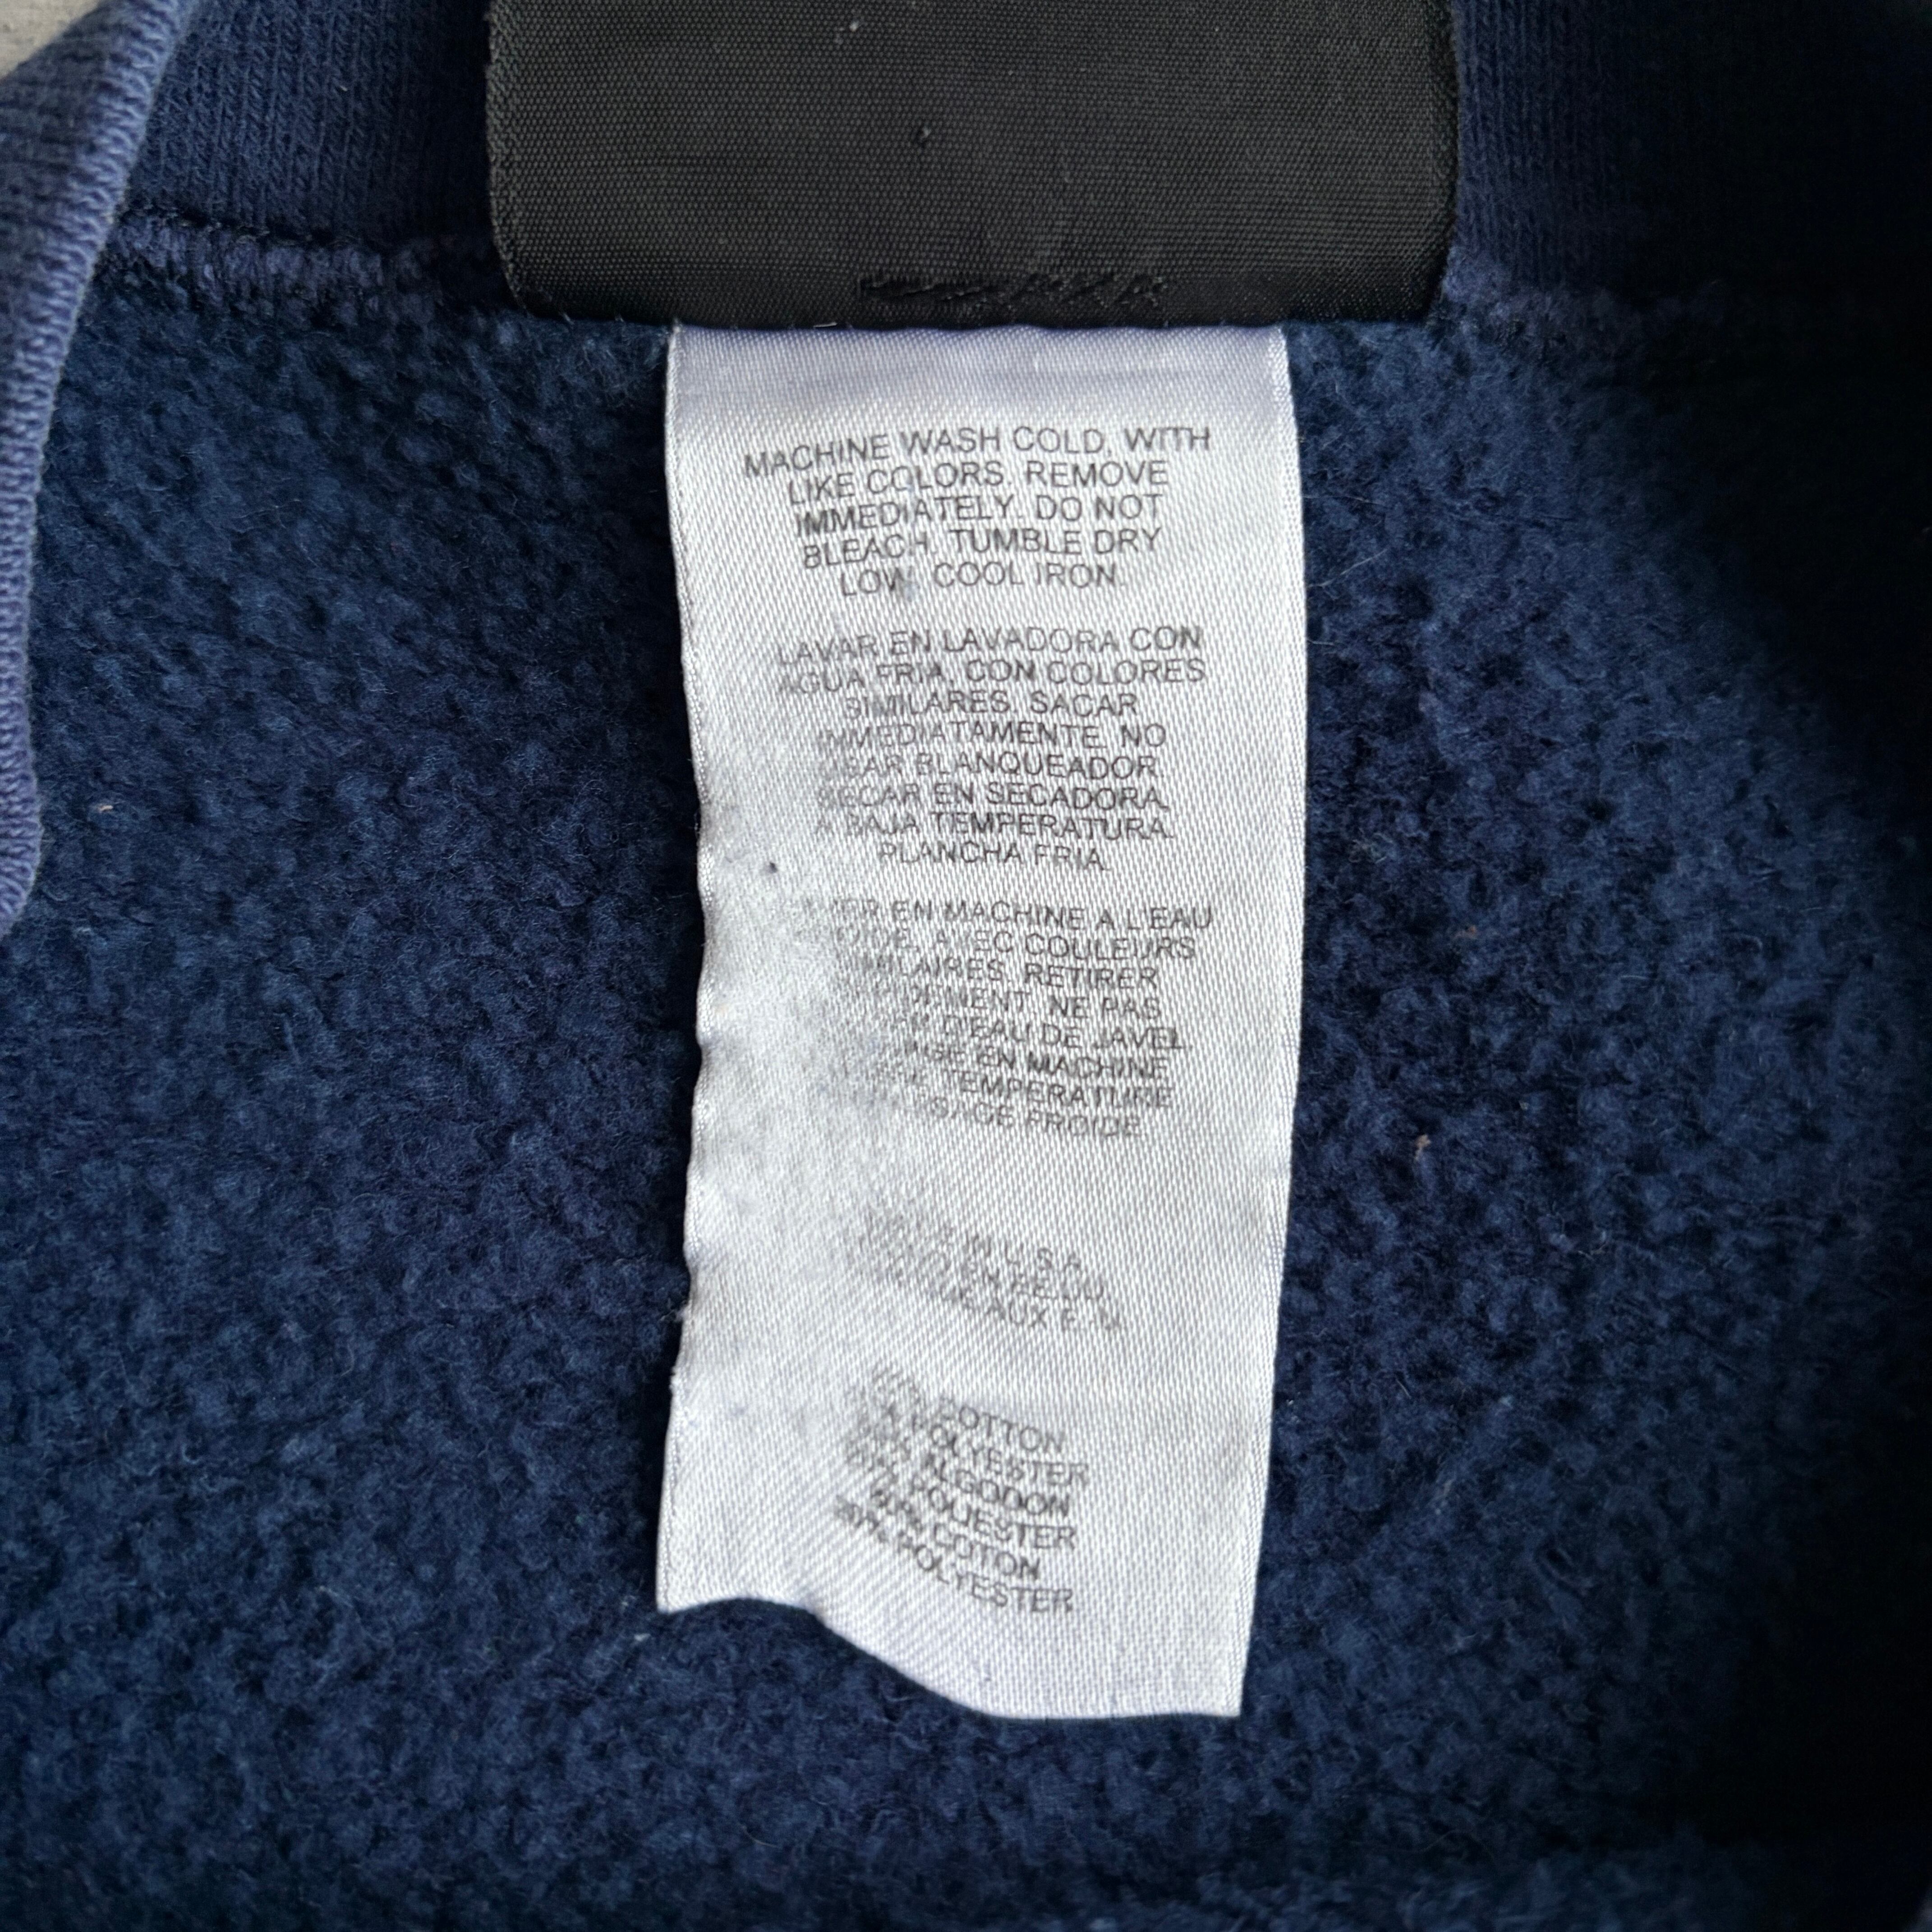 MACHINE WASH COLD, WITH
LIKE COLORS. REMOVE
IMMEDIATELY. DO NOT
BLEACH. TUMBLE DRY
LOW. COOL IRON.
LAVAR EN LAVADORA CON
AGUA FRIA, CON COLORES
SIMILARES. SACAR
IMMEDIATAMENTE. NO
USAR BLANQUEADOR.
SECAR EN SECADORA,
A BAJA TEMPERATURA.
PLANCHA FRIA.
EN MACHINE A L'EAU
AVEC COULEURS
RETIRER
NE PAS
D'EAU DE JAVEL
EN MACHINE
TEMPERATURE
FROIDE
U.S.A.
EE.UU.
COTTON
POLYESTER
ALGODON
POLIESTER
COTON
POLYESTER